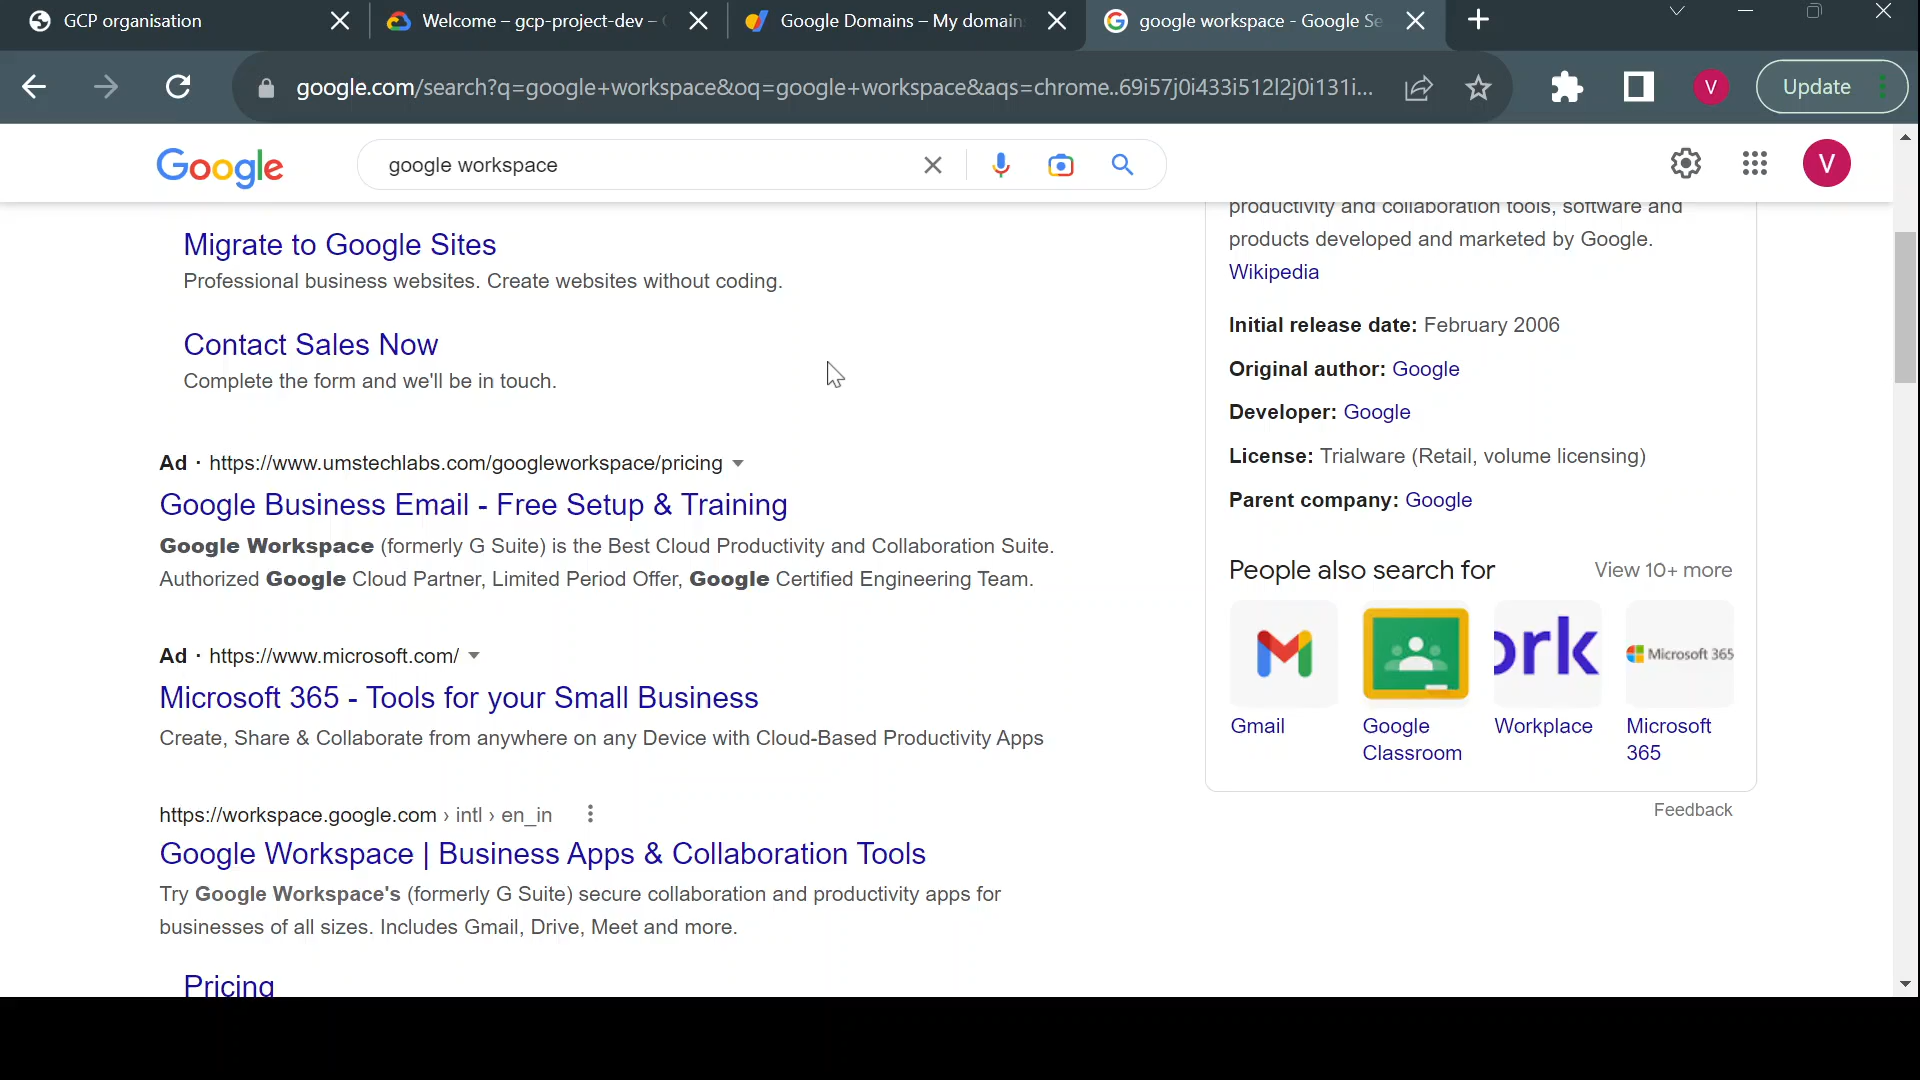 GCP organisation
Welcome – gcp-project-dev –
Google Domains – My domain
google workspace - Google Se
google.com/search?q=google+workspace&oq=google+workspace&aqs=chrome..69i57j0i433i512l2j0i131i...
V
Update
Google
google workspace
V
productivity and collaboration tools, software and
products developed and marketed by Google.
Wikipedia
Initial release date: February 2006
Original author: Google
Developer: Google
License: Trialware (Retail, volume licensing)
Parent company: Google
People also search for
View 10+ more
ork
Microsoft 365
Gmail
Google
Classroom
Workplace
Microsoft
365
Feedback
Migrate to Google Sites
Professional business websites. Create websites without coding.
Contact Sales Now
Complete the form and we'll be in touch.
Ad · https://www.umstechlabs.com/googleworkspace/pricing
Google Business Email - Free Setup & Training
Google Workspace (formerly G Suite) is the Best Cloud Productivity and Collaboration Suite.
Authorized Google Cloud Partner, Limited Period Offer, Google Certified Engineering Team.
Ad · https://www.microsoft.com/
Microsoft 365 - Tools for your Small Business
Create, Share & Collaborate from anywhere on any Device with Cloud-Based Productivity Apps
https://workspace.google.com › intl › en_in
Google Workspace | Business Apps & Collaboration Tools
Try Google Workspace's (formerly G Suite) secure collaboration and productivity apps for
businesses of all sizes. Includes Gmail, Drive, Meet and more.
Pricing